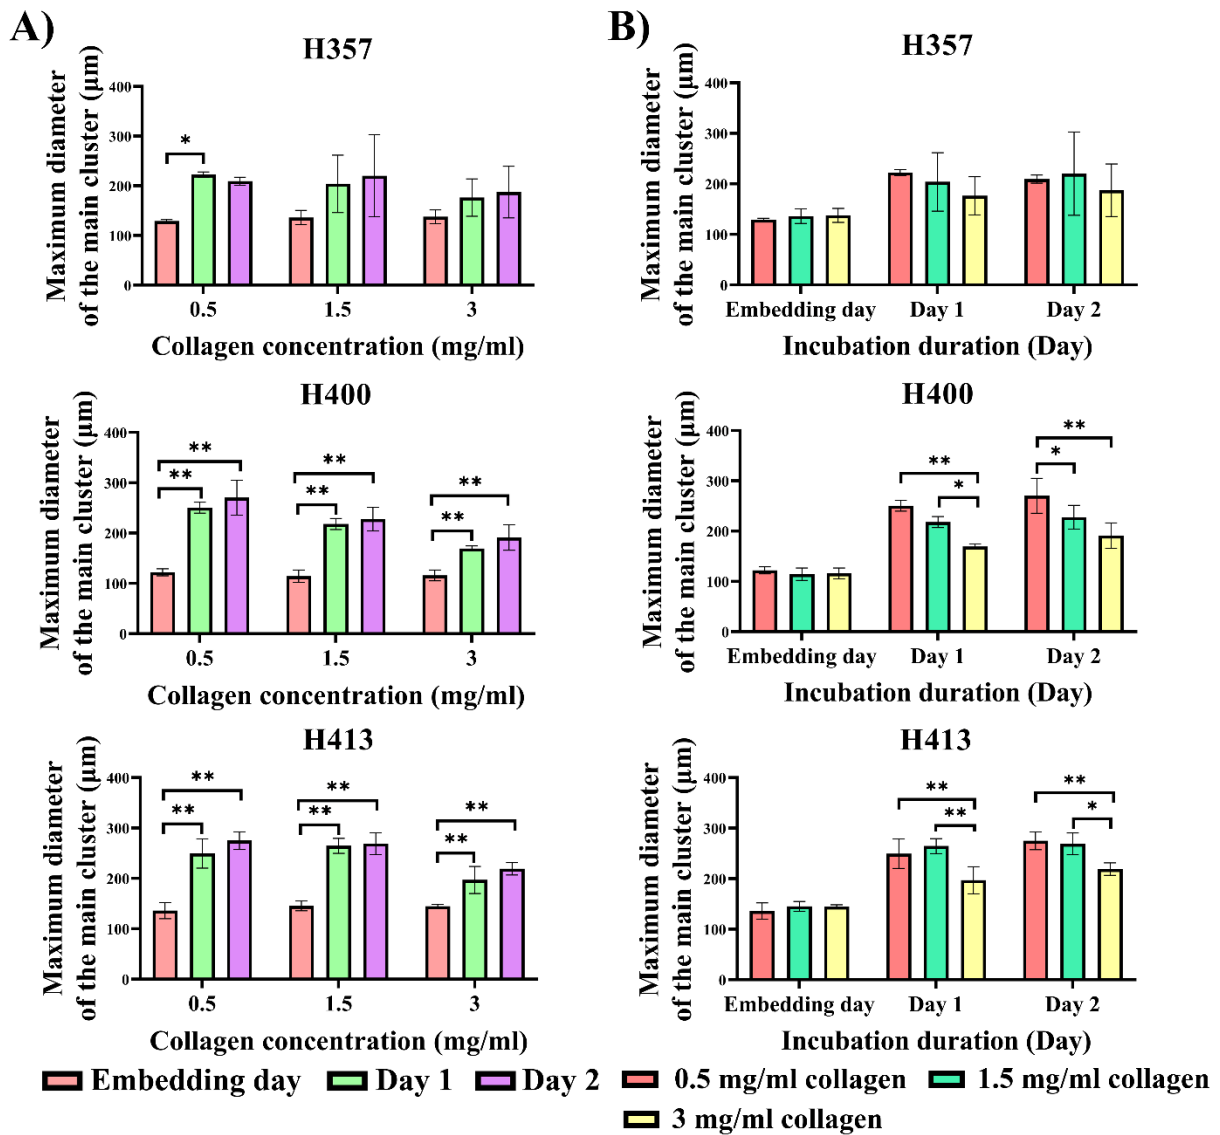 A)
H357
Maximum diameter
of the main cluster (µm)
400
300
200
100
0
*
0.5 1.5 3
Collagen concentration (mg/ml)
H400
Maximum diameter
of the main cluster (µm)
400
300
200
100
0
** ** ** ** ** **
0.5 1.5 3
Collagen concentration (mg/ml)
H413
Maximum diameter
of the main cluster (µm)
400
300
200
100
0
** ** ** ** ** **
0.5 1.5 3
Collagen concentration (mg/ml)
Embedding day Day 1 Day 2
B)
H357
Maximum diameter
of the main cluster (µm)
400
300
200
100
0
Embedding day Day 1 Day 2
Incubation duration (Day)
H400
Maximum diameter
of the main cluster (µm)
400
300
200
100
0
** * ** *
Embedding day Day 1 Day 2
Incubation duration (Day)
H413
Maximum diameter
of the main cluster (µm)
400
300
200
100
0
** ** ** *
Embedding day Day 1 Day 2
Incubation duration (Day)
0.5 mg/ml collagen 1.5 mg/ml collagen
3 mg/ml collagen